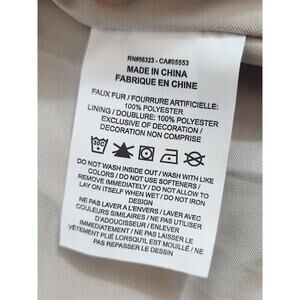 RN#56323 - CA#05553
MADE IN CHINA
FABRIQUE EN CHINE
FAUX FUR / FOURRURE ARTIFICIELLE:
100% POLYESTER
LINING / DOUBLURE: 100% POLYESTER
EXCLUSIVE OF DECORATION /
DECORATION NON COMPRISE
30C
DO NOT WASH INSIDE OUT / WASH WITH LIKE
COLORS / DO NOT USE SOFTENERS /
REMOVE IMMEDIATELY / DO NOT ALLOW TO
LAY ON ITSELF WHEN WET / DO NOT IRON
DESIGN
NE PAS LAVER A L'ENVERS / LAVER AVEC
COULEURS SIMILAIRES / NE PAS UTILISER
D'ADOUCISSEUR / ENLEVER
IMMEDIATEMENT / NE PAS LAISSER LE
VÊTEMENT PLIÉ LORSQU'IL EST MOUILLÉ / NE
PAS REPASSER LE DESSIN